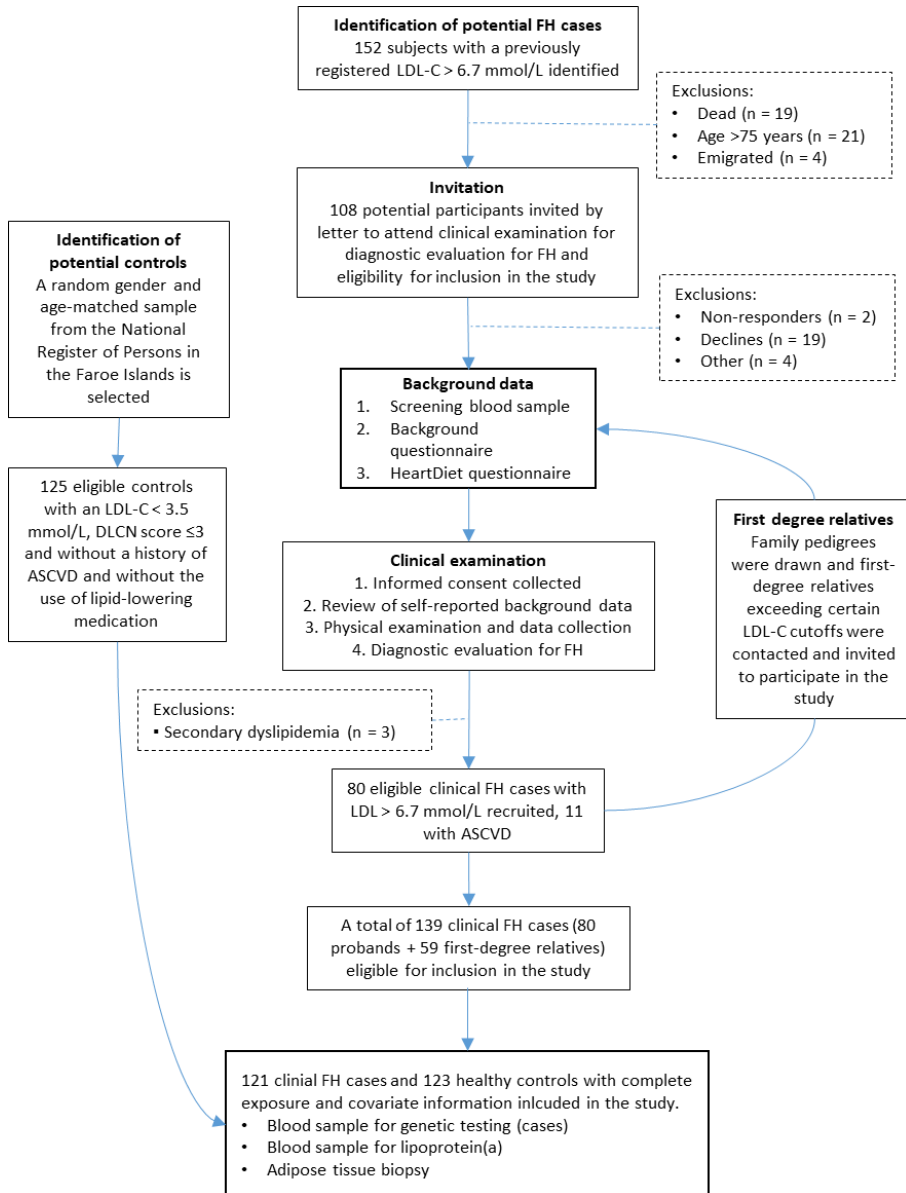 Identification of potential FH cases
152 subjects with a previously
registered LDL-C > 6.7 mmol/L identified
Exclusions:
• Dead (n = 19)
• Age >75 years (n = 21)
• Emigrated (n = 4)
Invitation
108 potential participants invited by
letter to attend clinical examination for
diagnostic evaluation for FH and
eligibility for inclusion in the study
Identification of
potential controls
A random gender and
age-matched sample
from the National
Register of Persons in
the Faroe Islands is
selected
Exclusions:
• Non-responders (n = 2)
• Declines (n = 19)
• Other (n = 4)
Background data
1. Screening blood sample
2. Background
questionnaire
3. HeartDiet questionnaire
125 eligible controls
with an LDL-C < 3.5
mmol/L, DLCN score ≤3
and without a history of
ASCVD and without the
use of lipid-lowering
medication
First degree relatives
Family pedigrees
were drawn and first-
degree relatives
exceeding certain
LDL-C cutoffs were
contacted and invited
to participate in the
study
Clinical examination
1. Informed consent collected
2. Review of self-reported background data
3. Physical examination and data collection
4. Diagnostic evaluation for FH
Exclusions:
▪ Secondary dyslipidemia (n = 3)
80 eligible clinical FH cases with
LDL > 6.7 mmol/L recruited, 11
with ASCVD
A total of 139 clinical FH cases (80
probands + 59 first-degree relatives)
eligible for inclusion in the study
121 clinial FH cases and 123 healthy controls with complete
exposure and covariate information inlcuded in the study.
• Blood sample for genetic testing (cases)
• Blood sample for lipoprotein(a)
• Adipose tissue biopsy